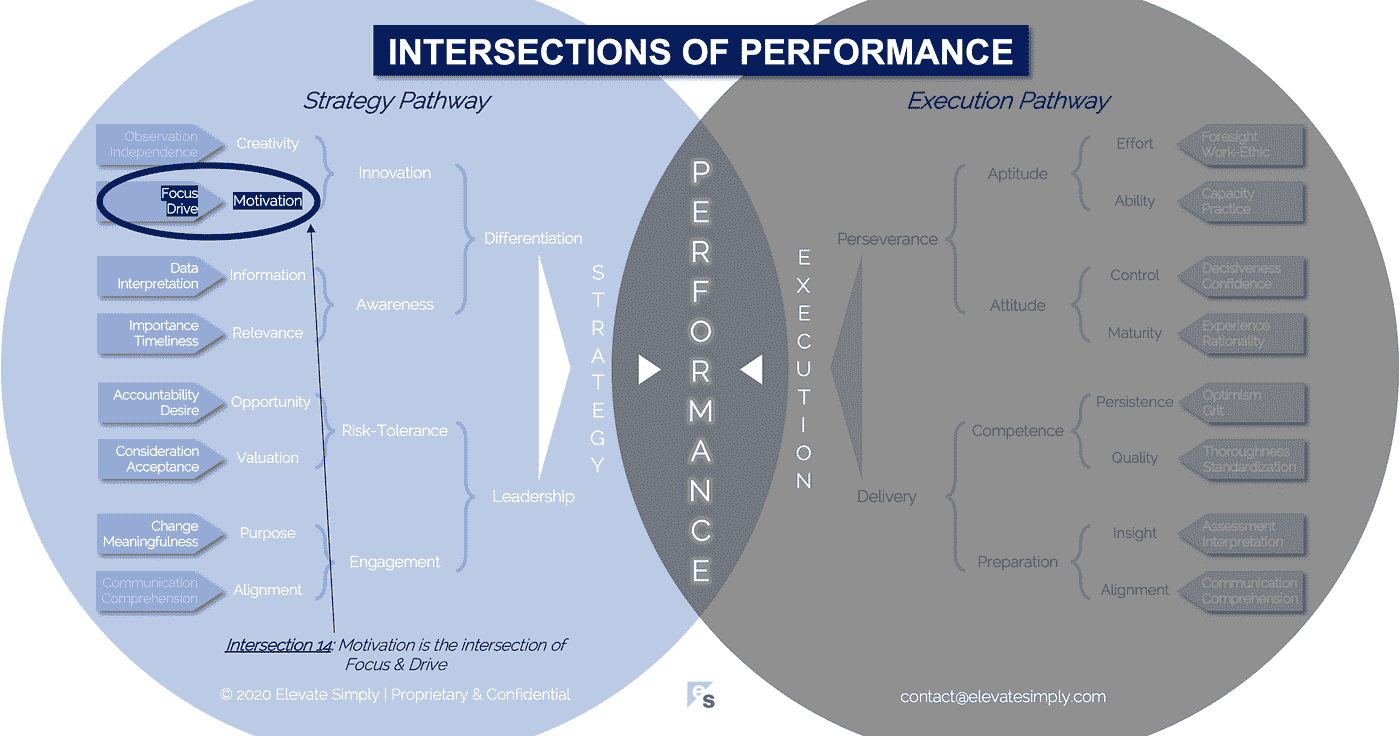 INTERSECTIONS OF PERFORMANCE
Strategy Pathway
Observation
Independence
Creativity
Focus
Drive
Motivation
Innovation
Data
Interpretation
Information
Importance
Timeliness
Relevance
Awareness
Differentiation
Accountability
Desire
Opportunity
Consideration
Acceptance
Valuation
Risk-Tolerance
Change
Meaningfulness
Purpose
Communication
Comprehension
Alignment
Engagement
Leadership
STRATEGY
PERFORMANCE
EXECUTION
Execution Pathway
Perseverance
Aptitude
Effort
Foresight
Work-Ethic
Ability
Capacity
Practice
Attitude
Control
Decisiveness
Confidence
Maturity
Experience
Rationality
Delivery
Competence
Persistence
Optimism
Grit
Quality
Thoroughness
Standardization
Preparation
Insight
Assessment
Interpretation
Alignment
Communication
Comprehension
Intersection 14: Motivation is the intersection of
Focus & Drive
© 2020 Elevate Simply | Proprietary & Confidential
es
contact@elevatesimply.com